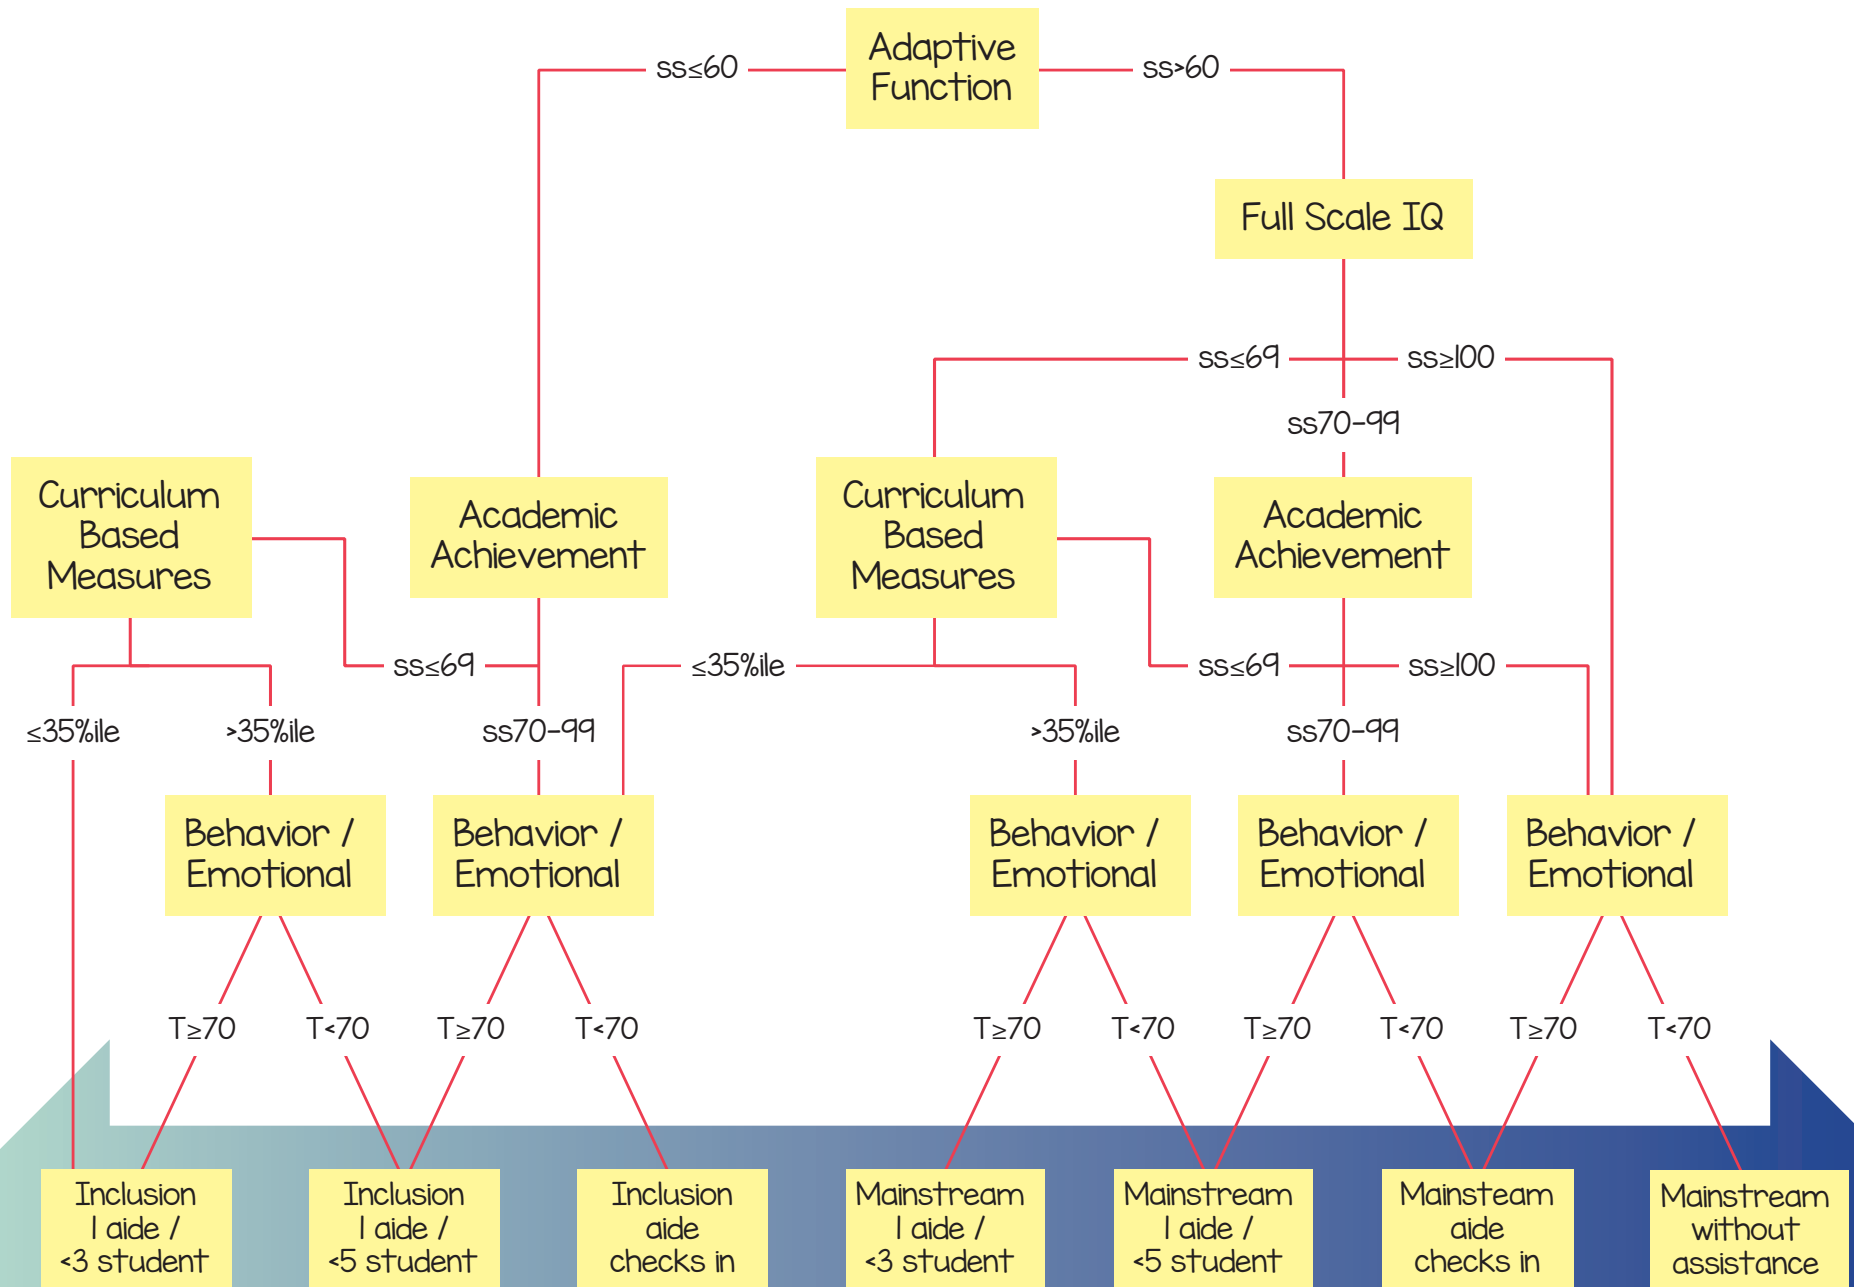 Adaptive
Function
ss≤60
ss>60
Full Scale IQ
ss≤69
ss≥100
ss70-99
Curriculum
Based
Measures
Academic
Achievement
Curriculum
Based
Measures
Academic
Achievement
ss≤69
≤35%ile
ss≤69
ss≥100
≤35%ile
>35%ile
ss70-99
>35%ile
ss70-99
Behavior /
Emotional
Behavior /
Emotional
Behavior /
Emotional
Behavior /
Emotional
Behavior /
Emotional
T≥70
T<70
T≥70
T<70
T≥70
T<70
T≥70
T<70
T≥70
T<70
Inclusion
1 aide /
<3 student
Inclusion
1 aide /
<5 student
Inclusion
aide
checks in
Mainstream
1 aide /
<3 student
Mainstream
1 aide /
<5 student
Mainsteam
aide
checks in
Mainstream
without
assistance